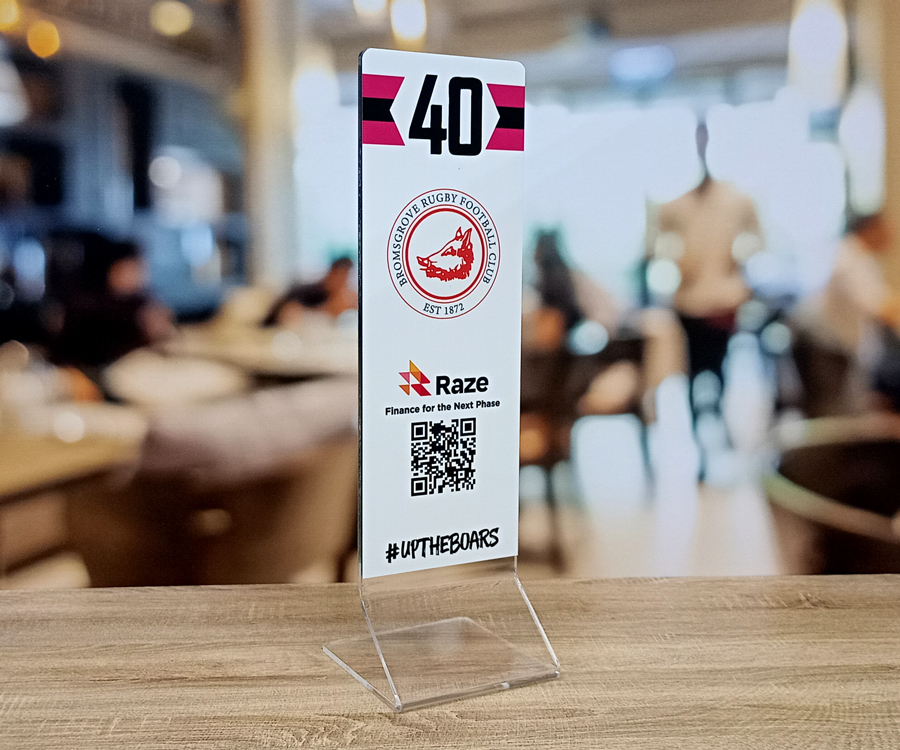 40
BROMSGROVE RUGBY FOOTBALL CLUB
EST 1872
Raze
Finance for the Next Phase
#UPTHEBOARS